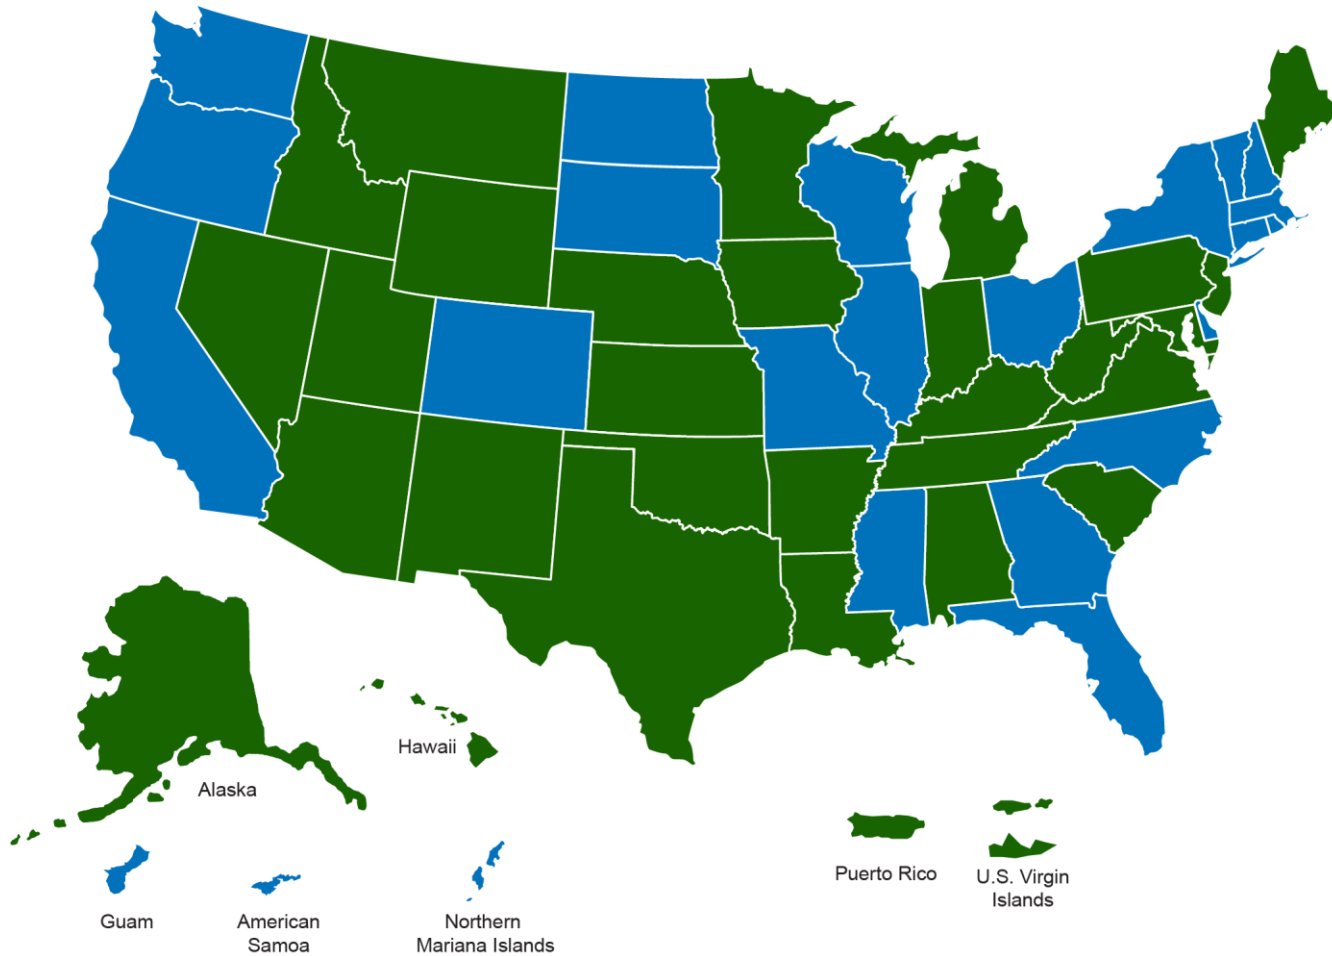 Hawaii
Alaska
Puerto Rico
U.S. Virgin
Islands
Guam
American
Samoa
Northern
Mariana Islands